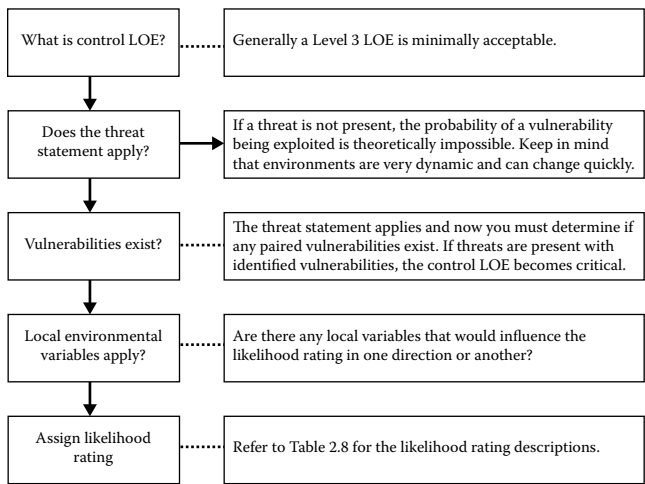 What is control LOE?
Generally a Level 3 LOE is minimally acceptable.
Does the threat
statement apply?
If a threat is not present, the probability of a vulnerability
being exploited is theoretically impossible. Keep in mind
that environments are very dynamic and can change quickly.
Vulnerabilities exist?
The threat statement applies and now you must determine if
any paired vulnerabilities exist. If threats are present with
identified vulnerabilities, the control LOE becomes critical.
Local environmental
variables apply?
Are there any local variables that would influence the
likelihood rating in one direction or another?
Assign likelihood
rating
Refer to Table 2.8 for the likelihood rating descriptions.